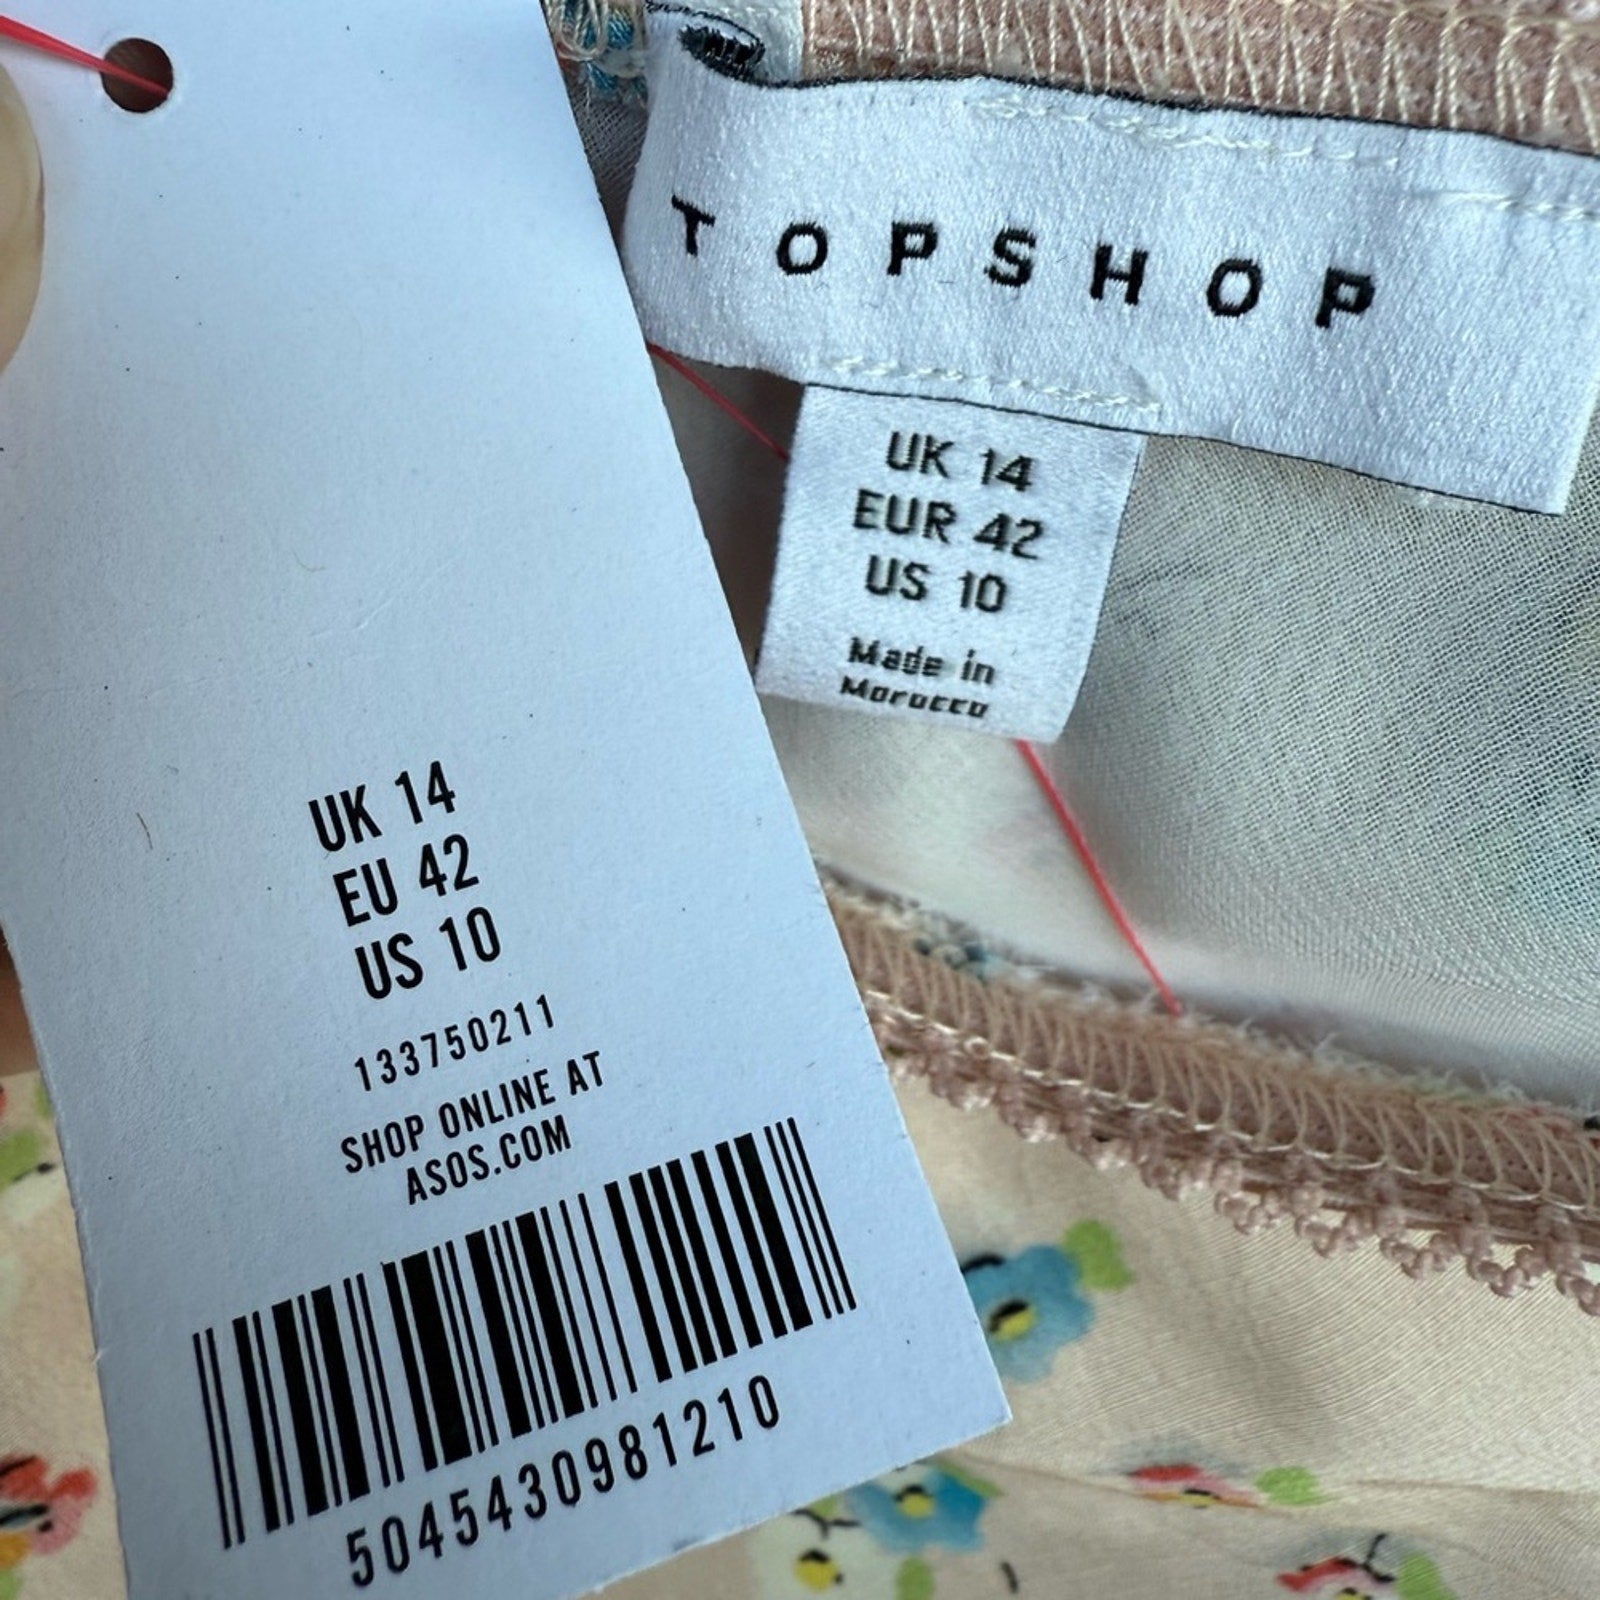 TOPSHOP
UK 14
EUR 42
US 10
Made in
Morocco
UK 14
EU 42
US 10
133750211
SHOP ONLINE AT
ASOS.COM
5045430981210